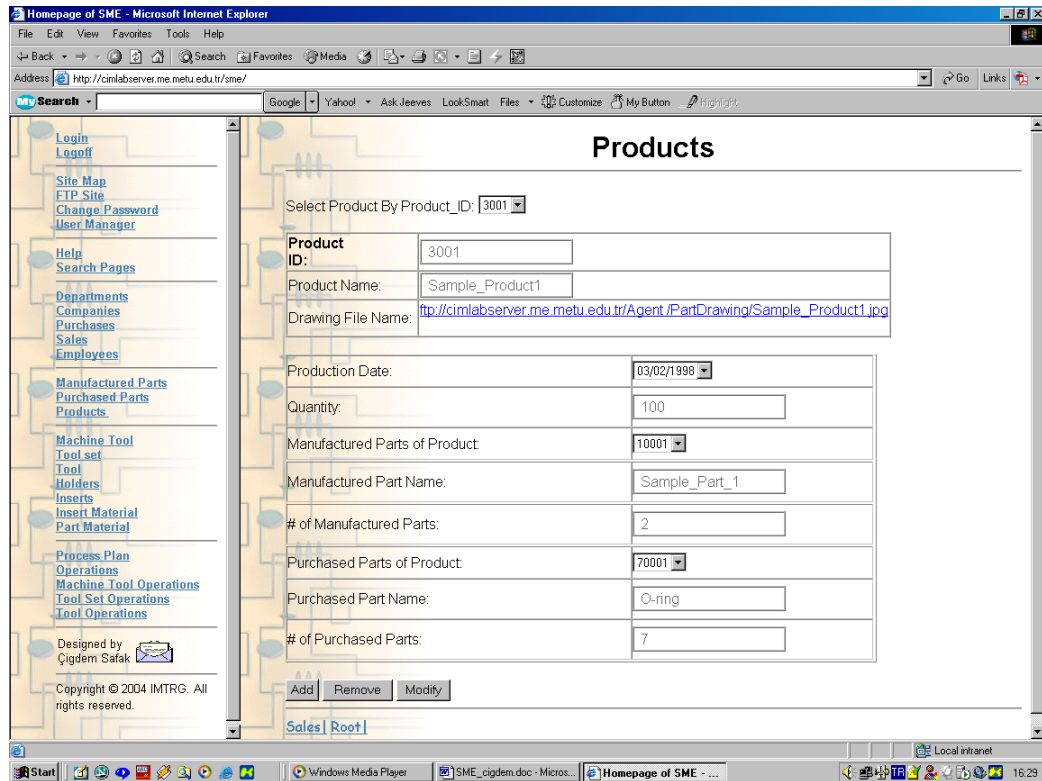 Homepage of SME - Microsoft Internet Explorer
File Edit View Favorites Tools Help
Back Search Favorites Media
Address http://cimlabserver.me.metu.edu.tr/sme/ Go Links
My Search Google Yahoo! Ask Jeeves LookSmart Files Customize My Button Highlight
Login
Logoff
Site Map
FTP Site
Change Password
User Manager
Help
Search Pages
Departments
Companies
Purchases
Sales
Employees
Manufactured Parts
Purchased Parts
Products
Machine Tool
Tool set
Tool
Holders
Inserts
Insert Material
Part Material
Process Plan
Operations
Machine Tool Operations
Tool Set Operations
Tool Operations
Designed by
Çigdem Safak
Copyright © 2004 IMTRG. All
rights reserved.
Products
Select Product By Product_ID: 3001
Product
ID: 3001
Product Name: Sample_Product1
Drawing File Name: ftp://cimlabserver.me.metu.edu.tr/Agent /PartDrawing/Sample_Product1.jpg
Production Date: 03/02/1998
Quantity: 100
Manufactured Parts of Product: 10001
Manufactured Part Name: Sample_Part_1
# of Manufactured Parts: 2
Purchased Parts of Product: 70001
Purchased Part Name: O-ring
# of Purchased Parts: 7
Add Remove Modify
Sales| Root|
Local intranet
Start Windows Media Player SME_cigdem.doc - Micros... Homepage of SME - ... TR 16:29